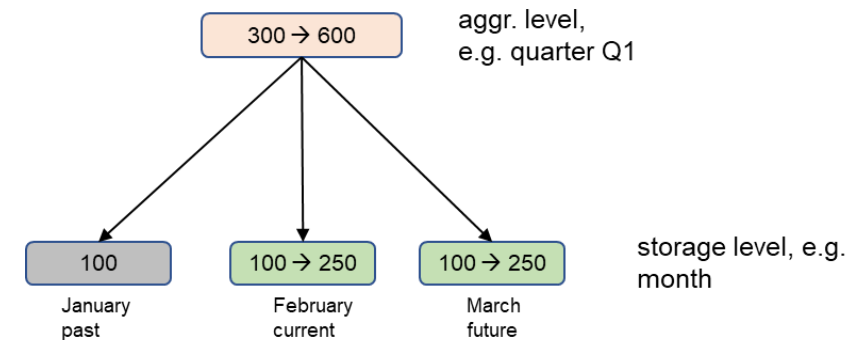 300 → 600
aggr. level,
e.g. quarter Q1
100
100 → 250
100 → 250
storage level, e.g.
month
January
past
February
current
March
future